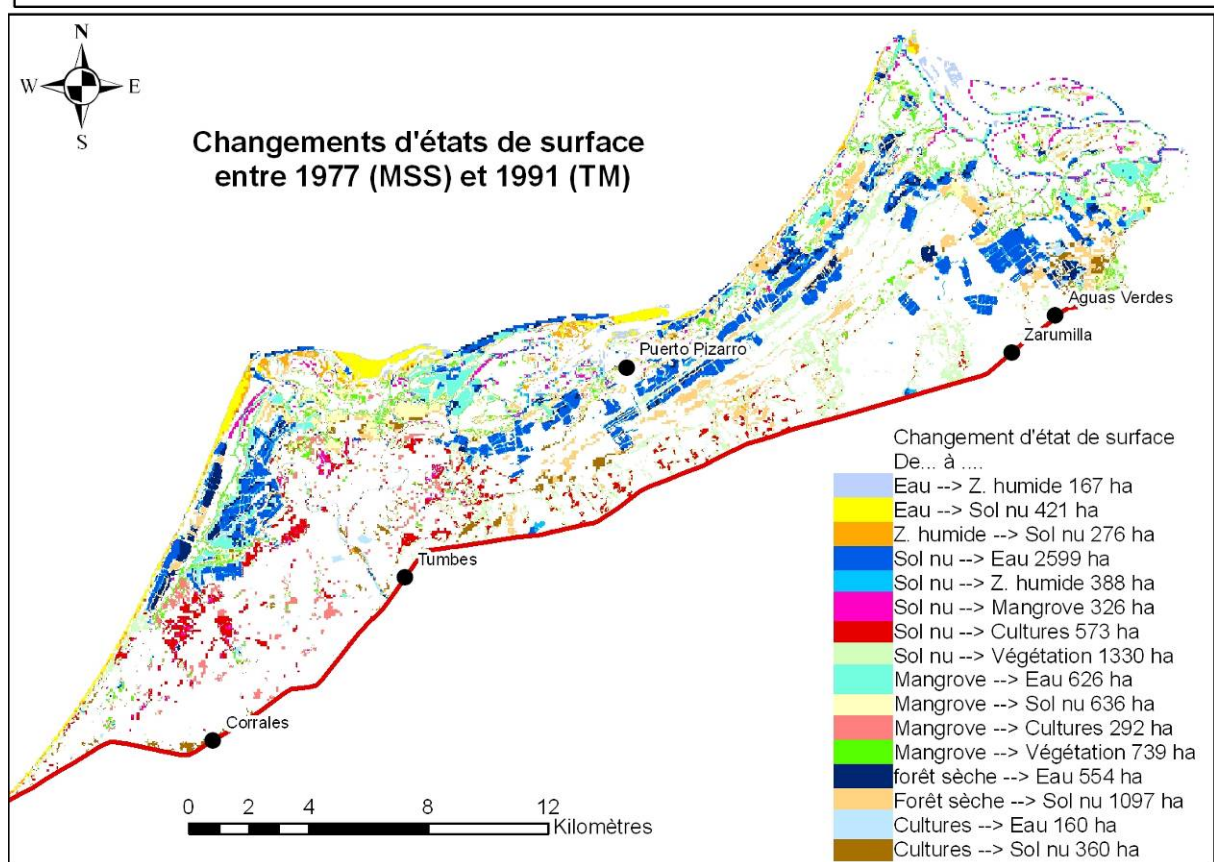 N
W
E
S
Changements d'états de surface
entre 1977 (MSS) et 1991 (TM)
Aguas Verdes
Zarumilla
Puerto Pizarro
Tumbes
Corrales
Changement d'état de surface
De... à ....
Eau --> Z. humide 167 ha
Eau --> Sol nu 421 ha
Z. humide --> Sol nu 276 ha
Sol nu --> Eau 2599 ha
Sol nu --> Z. humide 388 ha
Sol nu --> Mangrove 326 ha
Sol nu --> Cultures 573 ha
Sol nu --> Végétation 1330 ha
Mangrove --> Eau 626 ha
Mangrove --> Sol nu 636 ha
Mangrove --> Cultures 292 ha
Mangrove --> Végétation 739 ha
forêt sèche --> Eau 554 ha
Forêt sèche --> Sol nu 1097 ha
Cultures --> Eau 160 ha
Cultures --> Sol nu 360 ha
0 2 4 8 12
Kilomètres